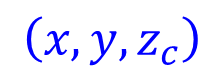 (x, y, z_c)